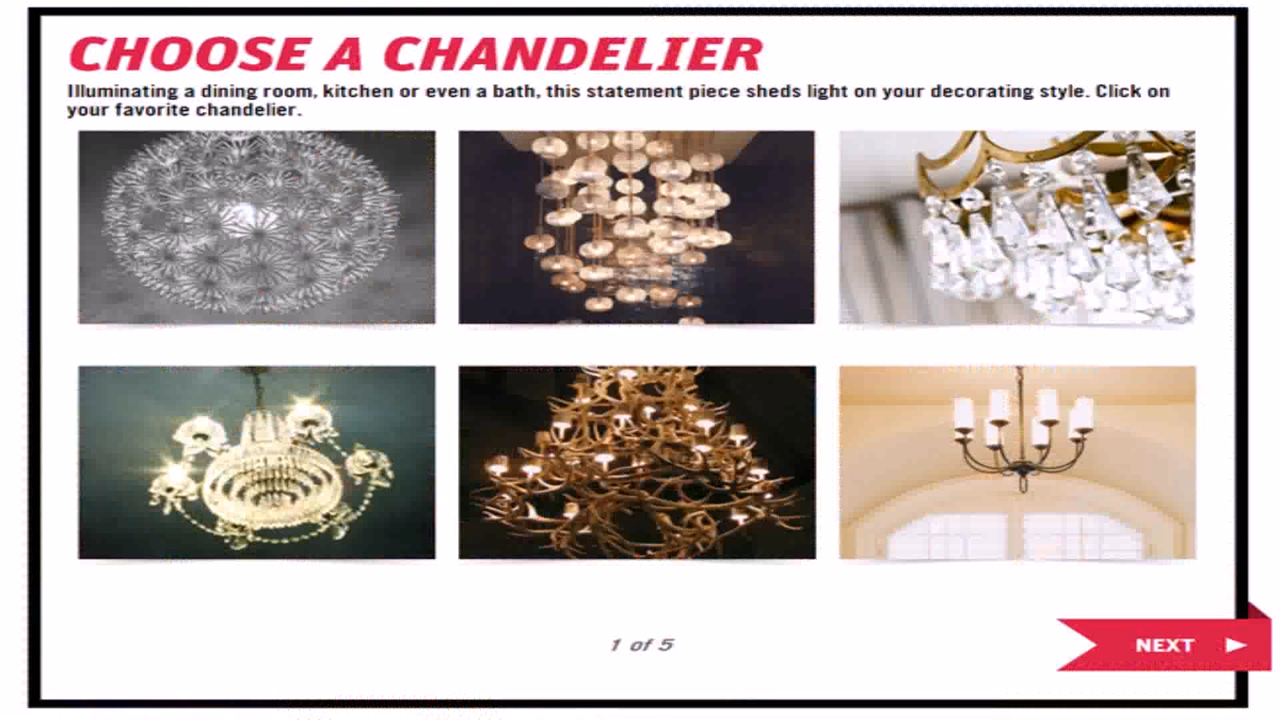 CHOOSE A CHANDELIER
Illuminating a dining room, kitchen or even a bath, this statement piece sheds light on your decorating style. Click on
your favorite chandelier.
1 of 5
NEXT